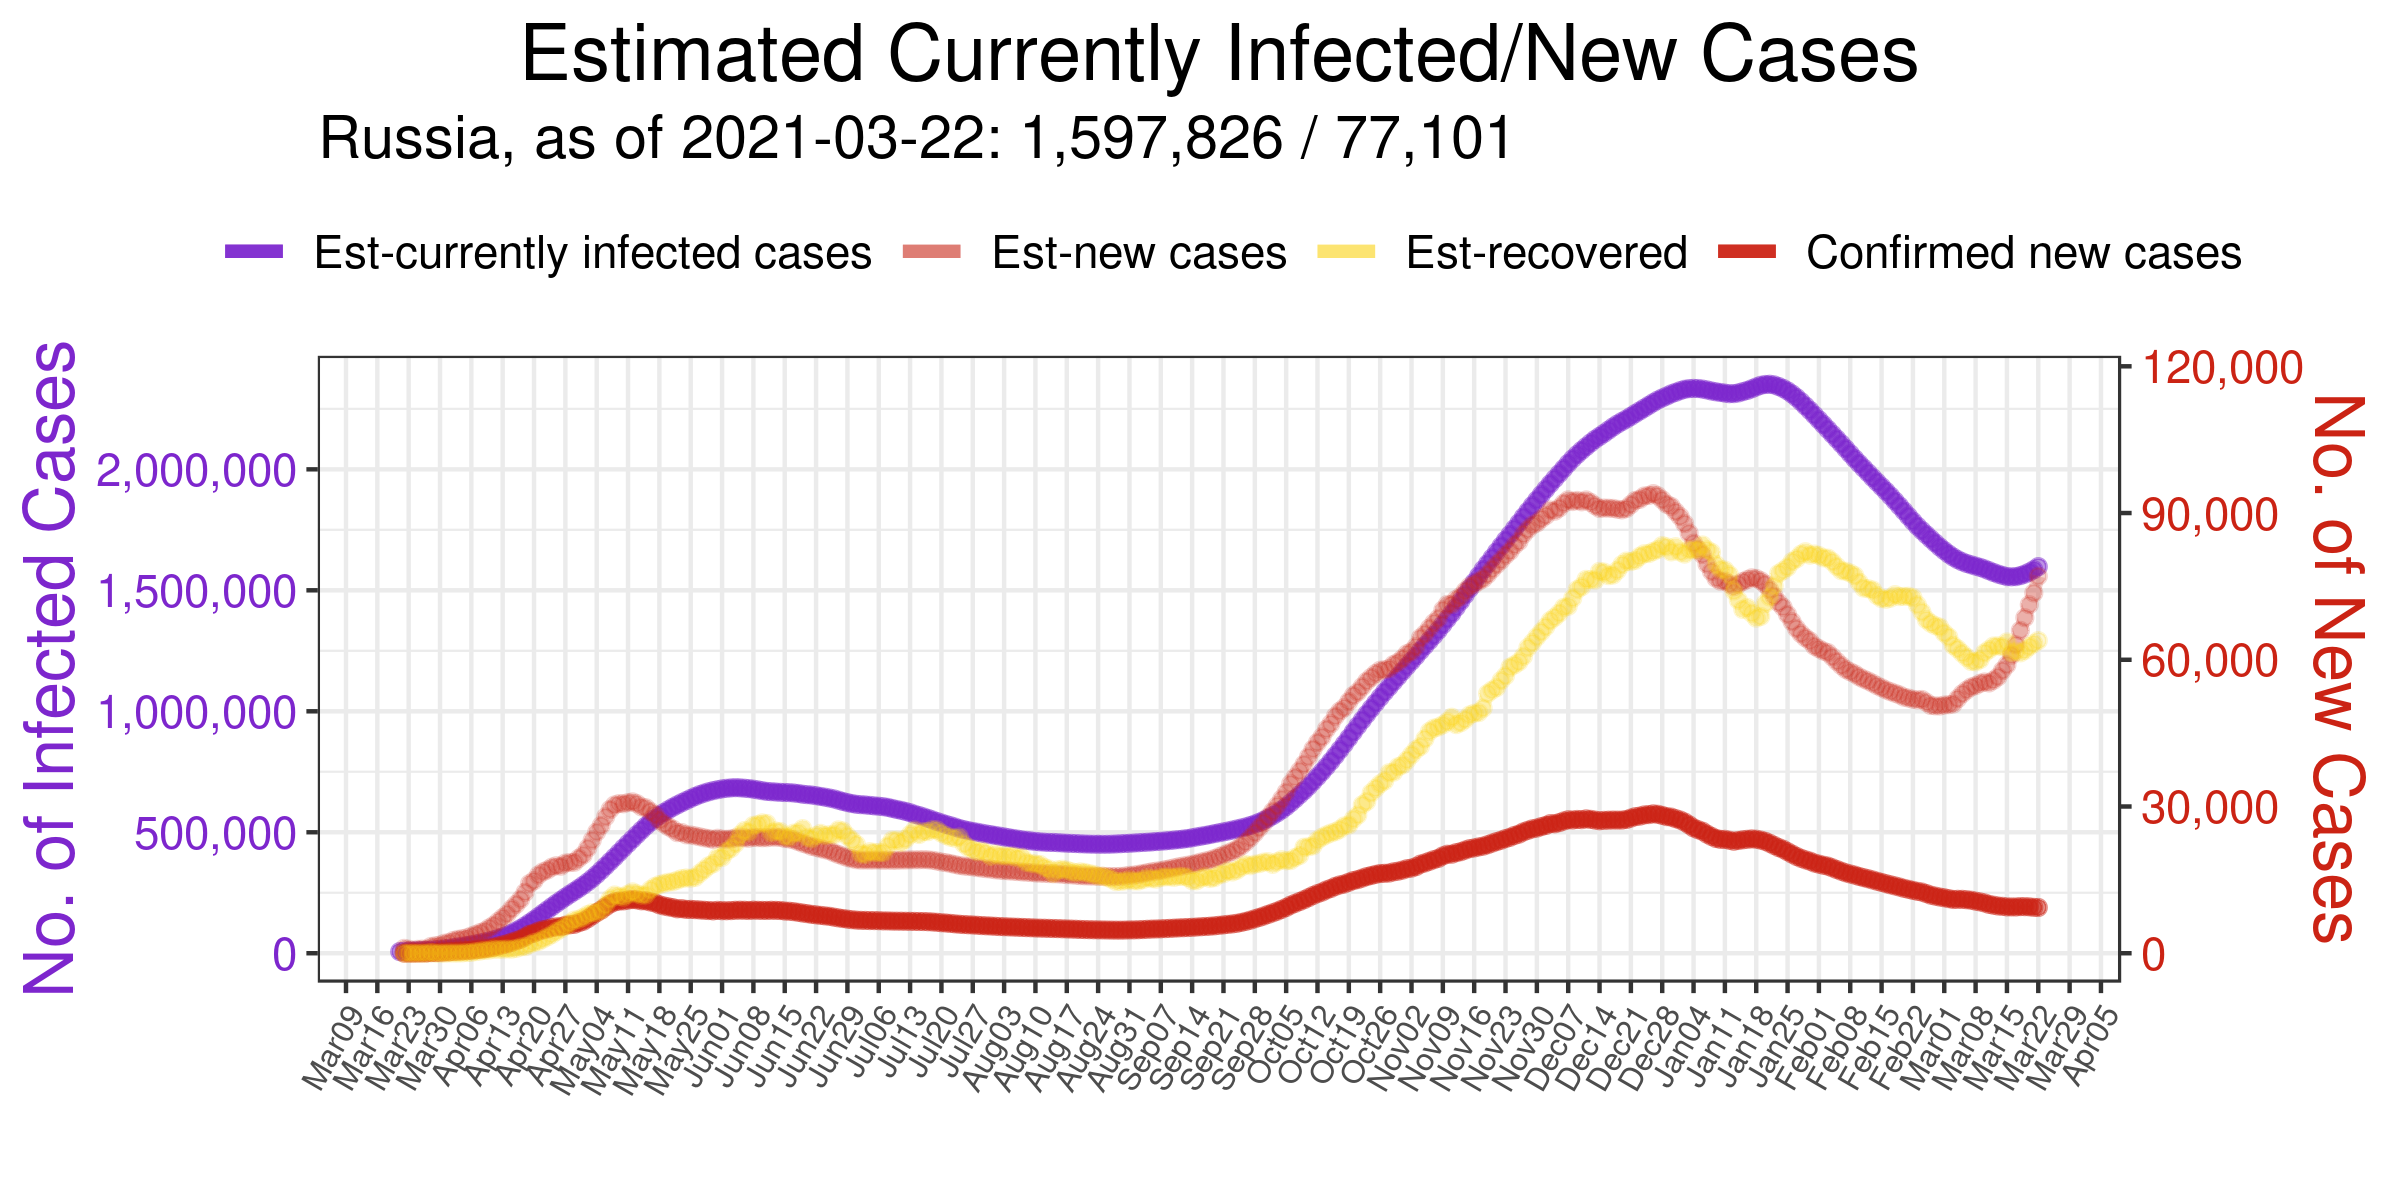 Estimated Currently Infected/New Cases
Russia, as of 2021-03-22: 1,597,826 / 77,101
Est-currently infected cases Est-new cases Est-recovered Confirmed new cases
No. of Infected Cases
2,000,000
1,500,000
1,000,000
500,000
0
120,000
90,000
60,000
30,000
0
No. of New Cases
Mar09 Mar16 Mar23 Mar30 Apr06 Apr13 Apr20 Apr27 May04 May11 May18 May25 Jun01 Jun08 Jun15 Jun22 Jun29 Jul06 Jul13 Jul20 Jul27 Aug03 Aug10 Aug17 Aug24 Aug31 Sep07 Sep14 Sep21 Sep28 Oct05 Oct12 Oct19 Oct26 Nov02 Nov09 Nov16 Nov23 Nov30 Dec07 Dec14 Dec21 Dec28 Jan04 Jan11 Jan18 Jan25 Feb01 Feb08 Feb15 Feb22 Mar01 Mar08 Mar15 Mar22 Mar29 Apr05